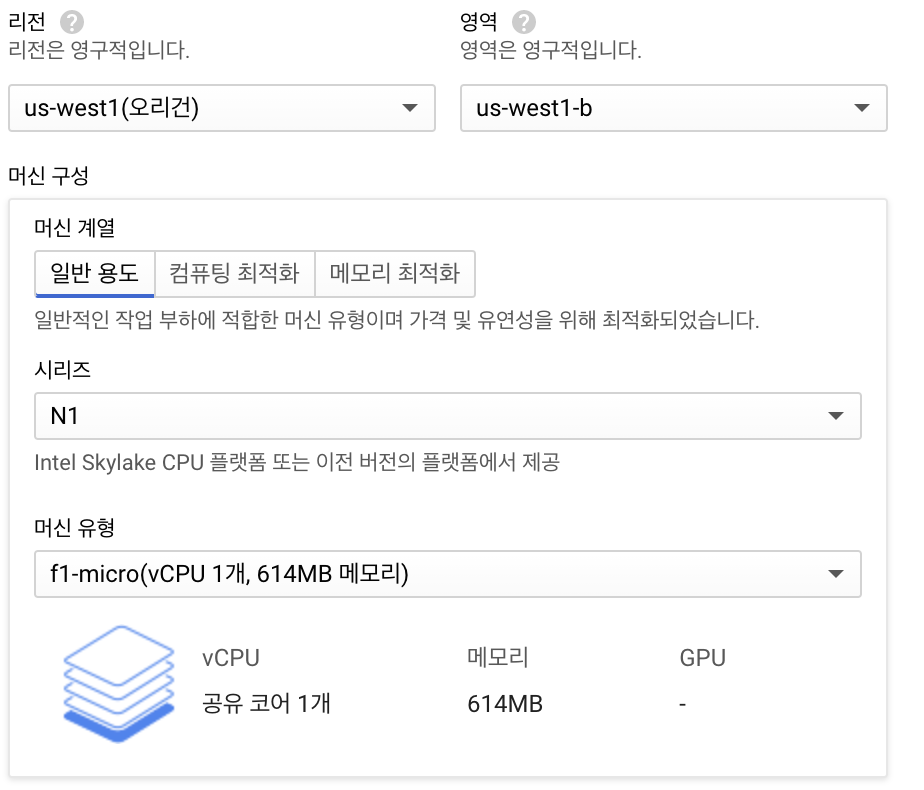 리전 ?
리전은 영구적입니다.
us-west1(오리건)
영역 ?
영역은 영구적입니다.
us-west1-b
머신 구성
머신 계열
일반 용도 컴퓨팅 최적화 메모리 최적화
일반적인 작업 부하에 적합한 머신 유형이며 가격 및 유연성을 위해 최적화되었습니다.
시리즈
N1
Intel Skylake CPU 플랫폼 또는 이전 버전의 플랫폼에서 제공
머신 유형
f1-micro(vCPU 1개, 614MB 메모리)
vCPU 메모리 GPU
공유 코어 1개 614MB -